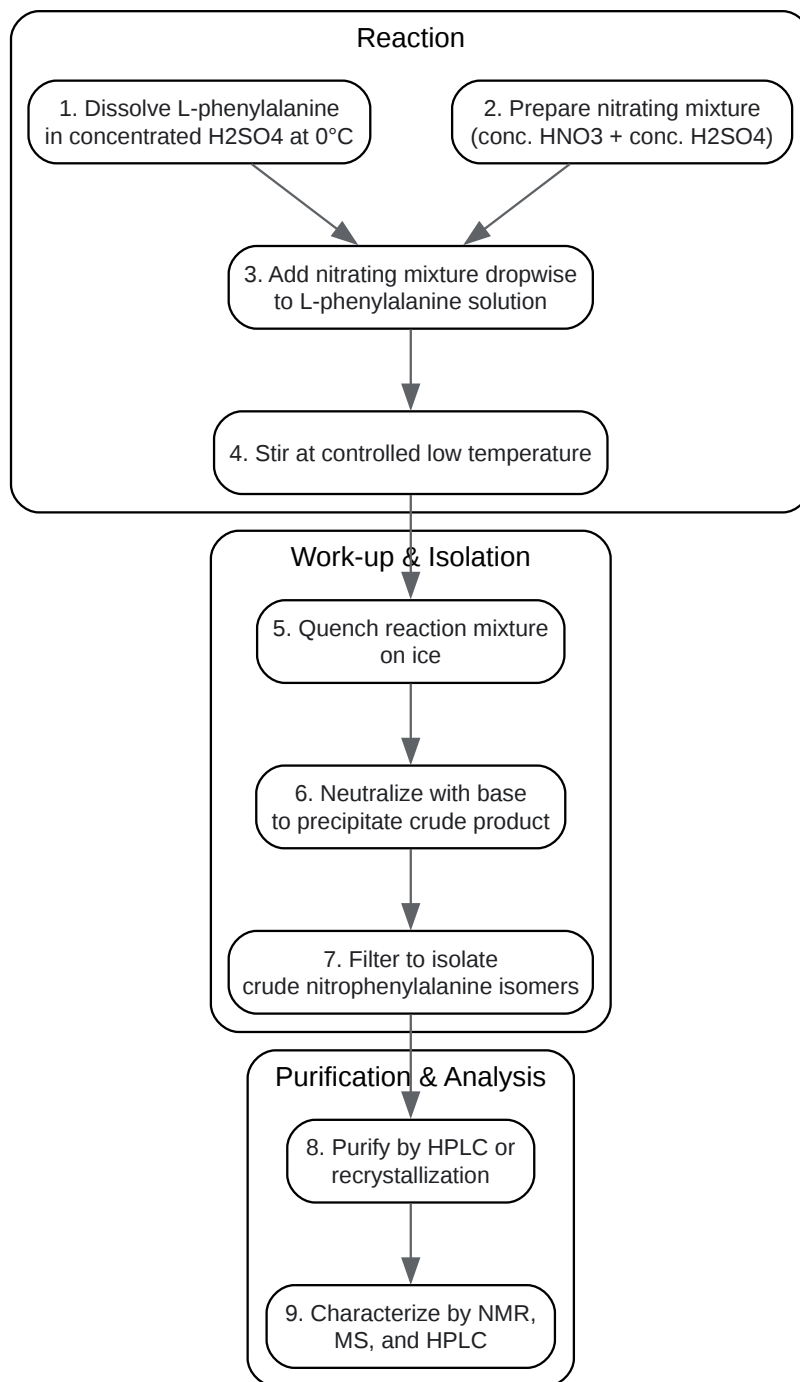 Reaction
1. Dissolve L-phenylalanine
in concentrated H2SO4 at 0°C
2. Prepare nitrating mixture
(conc. HNO3 + conc. H2SO4)
3. Add nitrating mixture dropwise
to L-phenylalanine solution
4. Stir at controlled low temperature
Work-up & Isolation
5. Quench reaction mixture
on ice
6. Neutralize with base
to precipitate crude product
7. Filter to isolate
crude nitrophenylalanine isomers
Purification & Analysis
8. Purify by HPLC or
recrystallization
9. Characterize by NMR,
MS, and HPLC